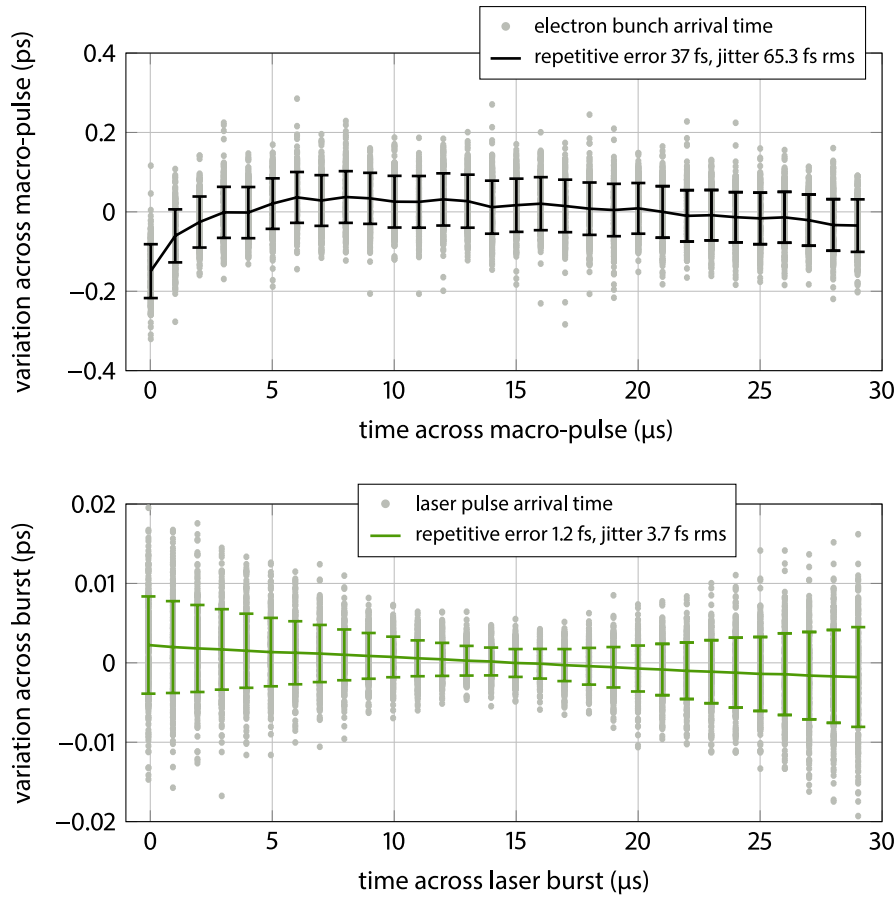 electron bunch arrival time
repetitive error 37 fs, jitter 65.3 fs rms
variation across macro-pulse (ps)
0.4
0.2
0
−0.2
−0.4
0 5 10 15 20 25 30
time across macro-pulse (μs)
laser pulse arrival time
repetitive error 1.2 fs, jitter 3.7 fs rms
variation across burst (ps)
0.02
0.01
0
−0.01
−0.02
0 5 10 15 20 25 30
time across laser burst (μs)